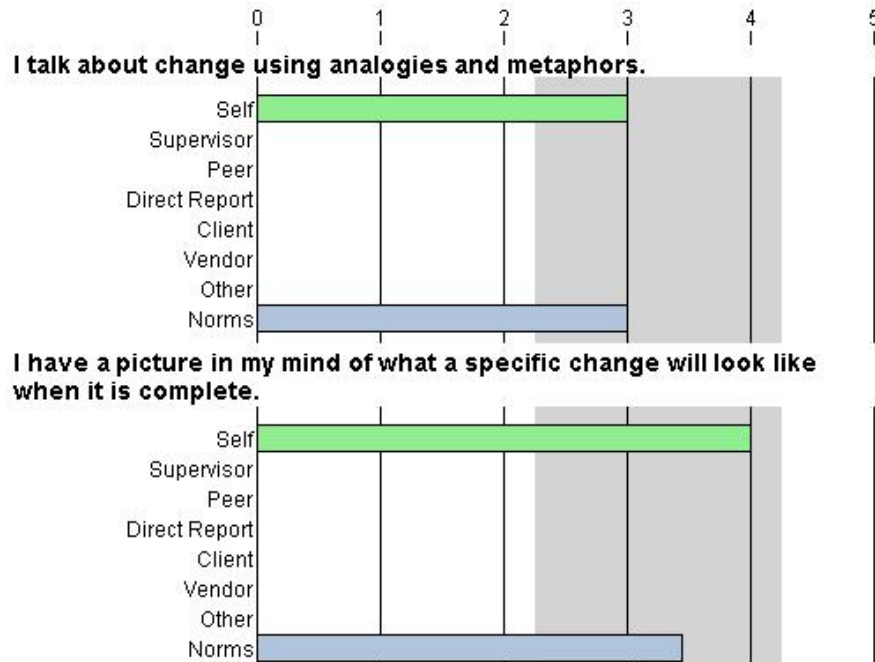 0 1 2 3 4 5
I talk about change using analogies and metaphors.
Self
Supervisor
Peer
Direct Report
Client
Vendor
Other
Norms
I have a picture in my mind of what a specific change will look like
when it is complete.
Self
Supervisor
Peer
Direct Report
Client
Vendor
Other
Norms